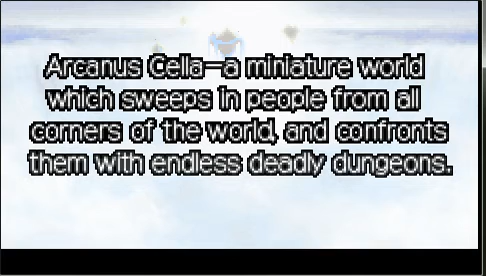 Arcanus Cella—a miniature world
which sweeps in people from all
corners of the world, and confronts
them with endless deadly dungeons.